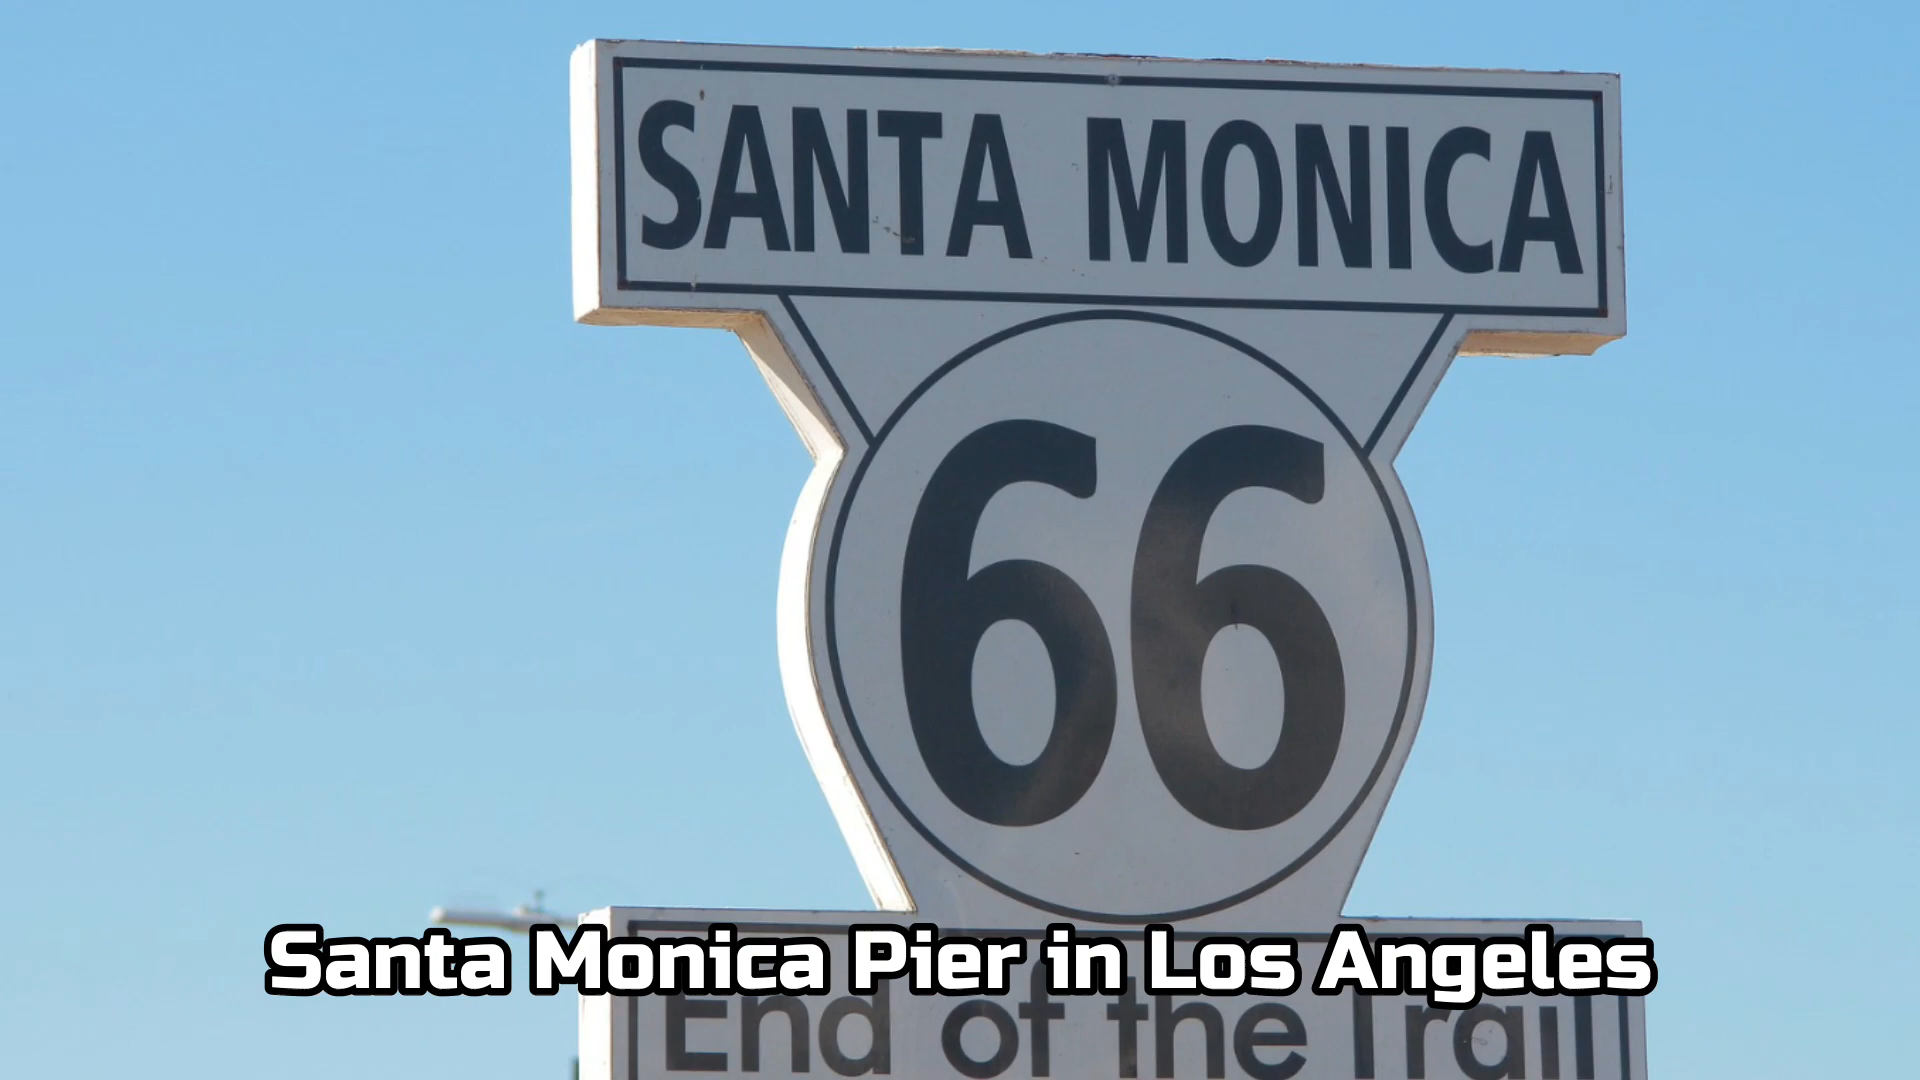 SANTA MONICA
66
Santa Monica Pier in Los Angeles
End of the Trail